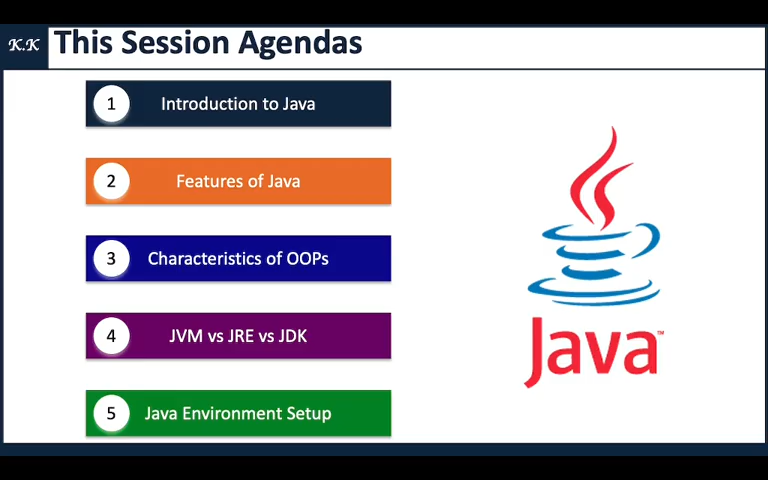 K.K
This Session Agendas
1 Introduction to Java
2 Features of Java
3 Characteristics of OOPs
4 JVM vs JRE vs JDK
5 Java Environment Setup
Java™